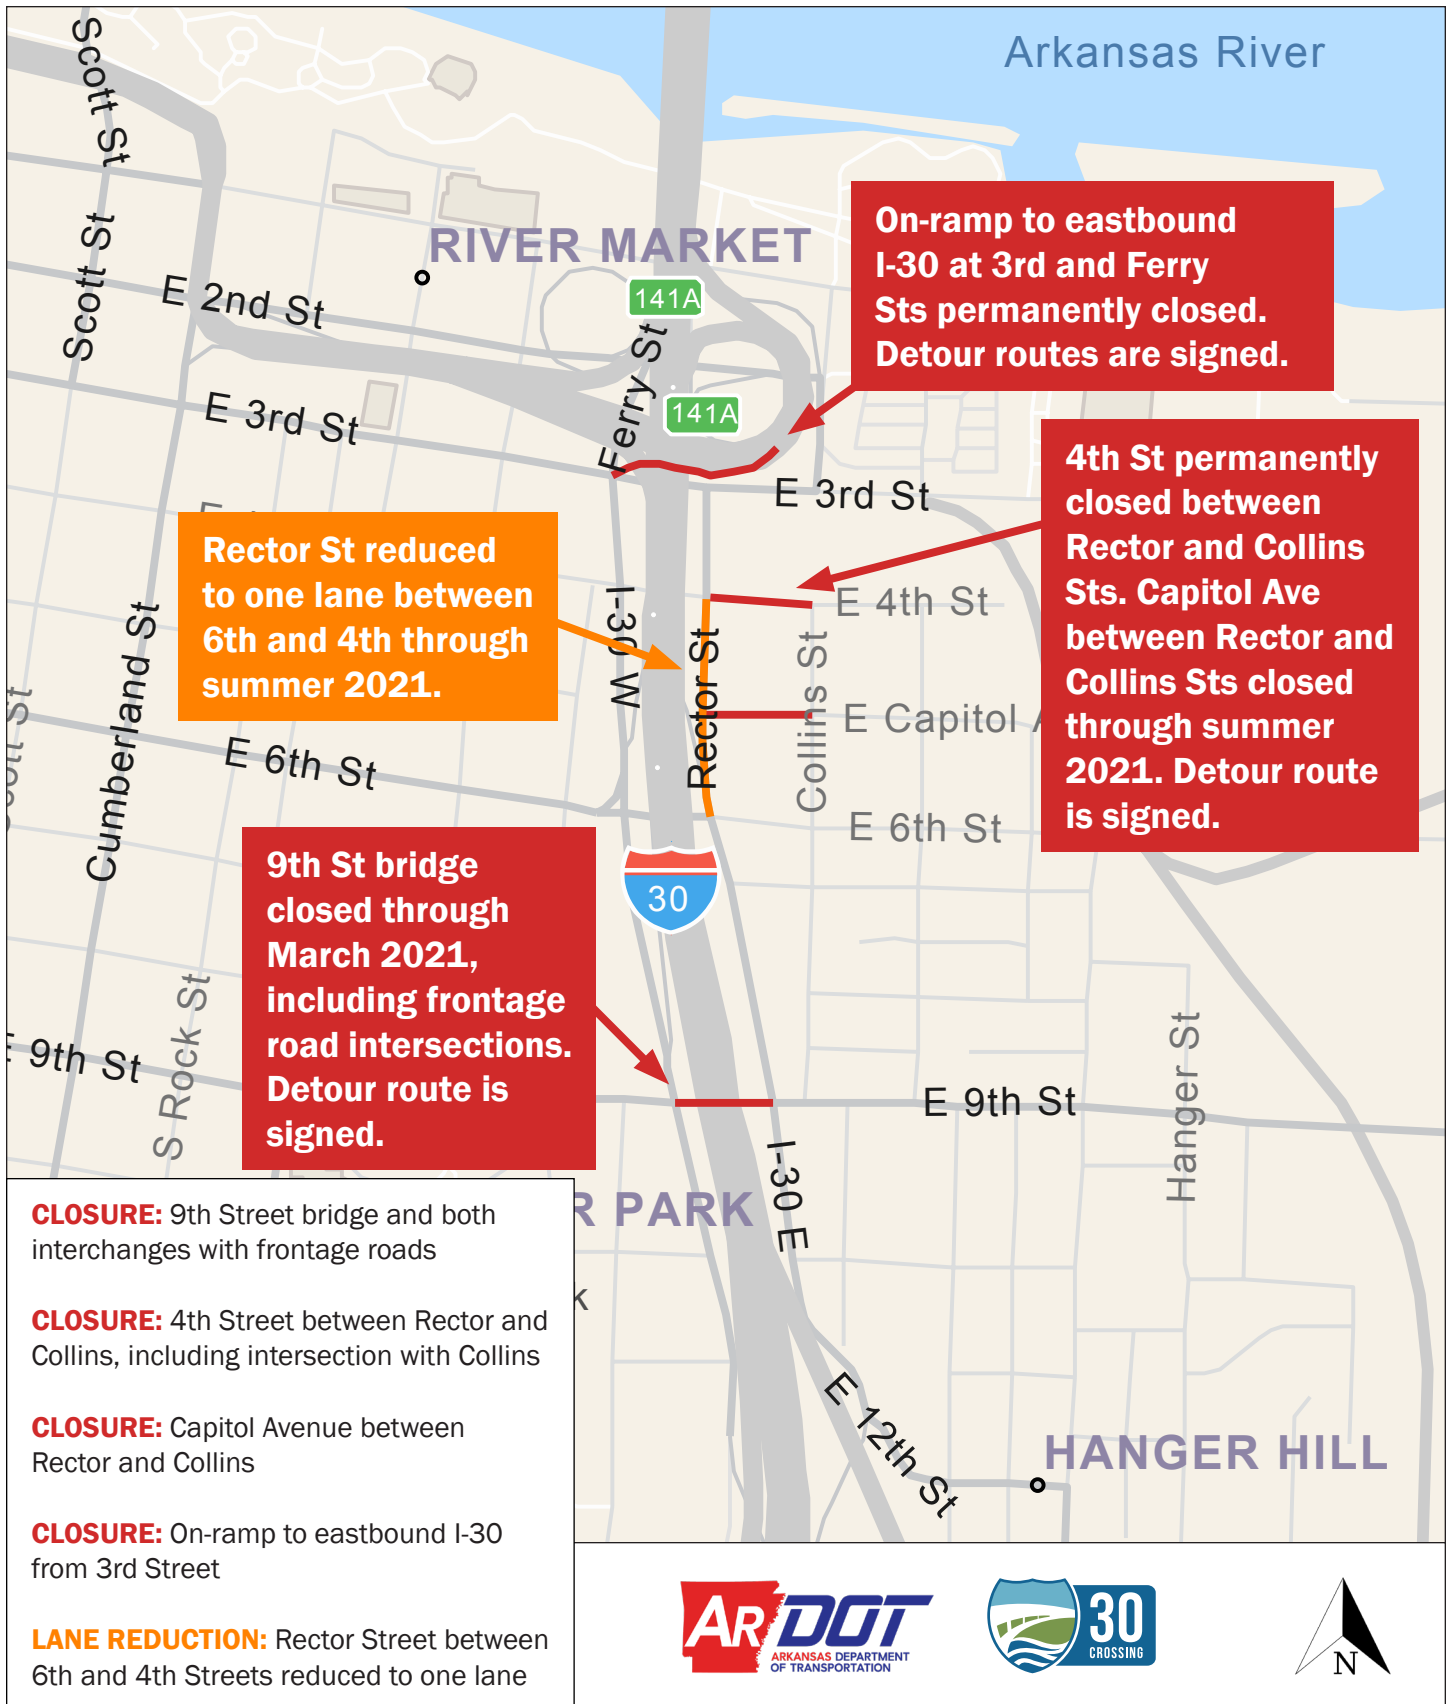 Arkansas River
Scott St
Scott St
RIVER MARKET
141A
E 2nd St
Ferry St
141A
E 3rd St
E 3rd St
On-ramp to eastbound
I-30 at 3rd and Ferry
Sts permanently closed.
Detour routes are signed.
4th St permanently
closed between
Rector and Collins
Sts. Capitol Ave
between Rector and
Collins Sts closed
through summer
2021. Detour route
is signed.
Rector St reduced
to one lane between
6th and 4th through
summer 2021.
I-30 W
Rector St
E 4th St
Collins St
E Capitol
Cumberland St
E 6th St
E 6th St
30
9th St bridge
closed through
March 2021,
including frontage
road intersections.
Detour route is
signed.
S Rock St
E 9th St
E 9th St
Hanger St
I-30 E
R PARK
k
E 12th St
HANGER HILL
CLOSURE: 9th Street bridge and both
interchanges with frontage roads
CLOSURE: 4th Street between Rector and
Collins, including intersection with Collins
CLOSURE: Capitol Avenue between
Rector and Collins
CLOSURE: On-ramp to eastbound I-30
from 3rd Street
LANE REDUCTION: Rector Street between
6th and 4th Streets reduced to one lane
ARDOT
ARKANSAS DEPARTMENT
OF TRANSPORTATION
30
CROSSING
N